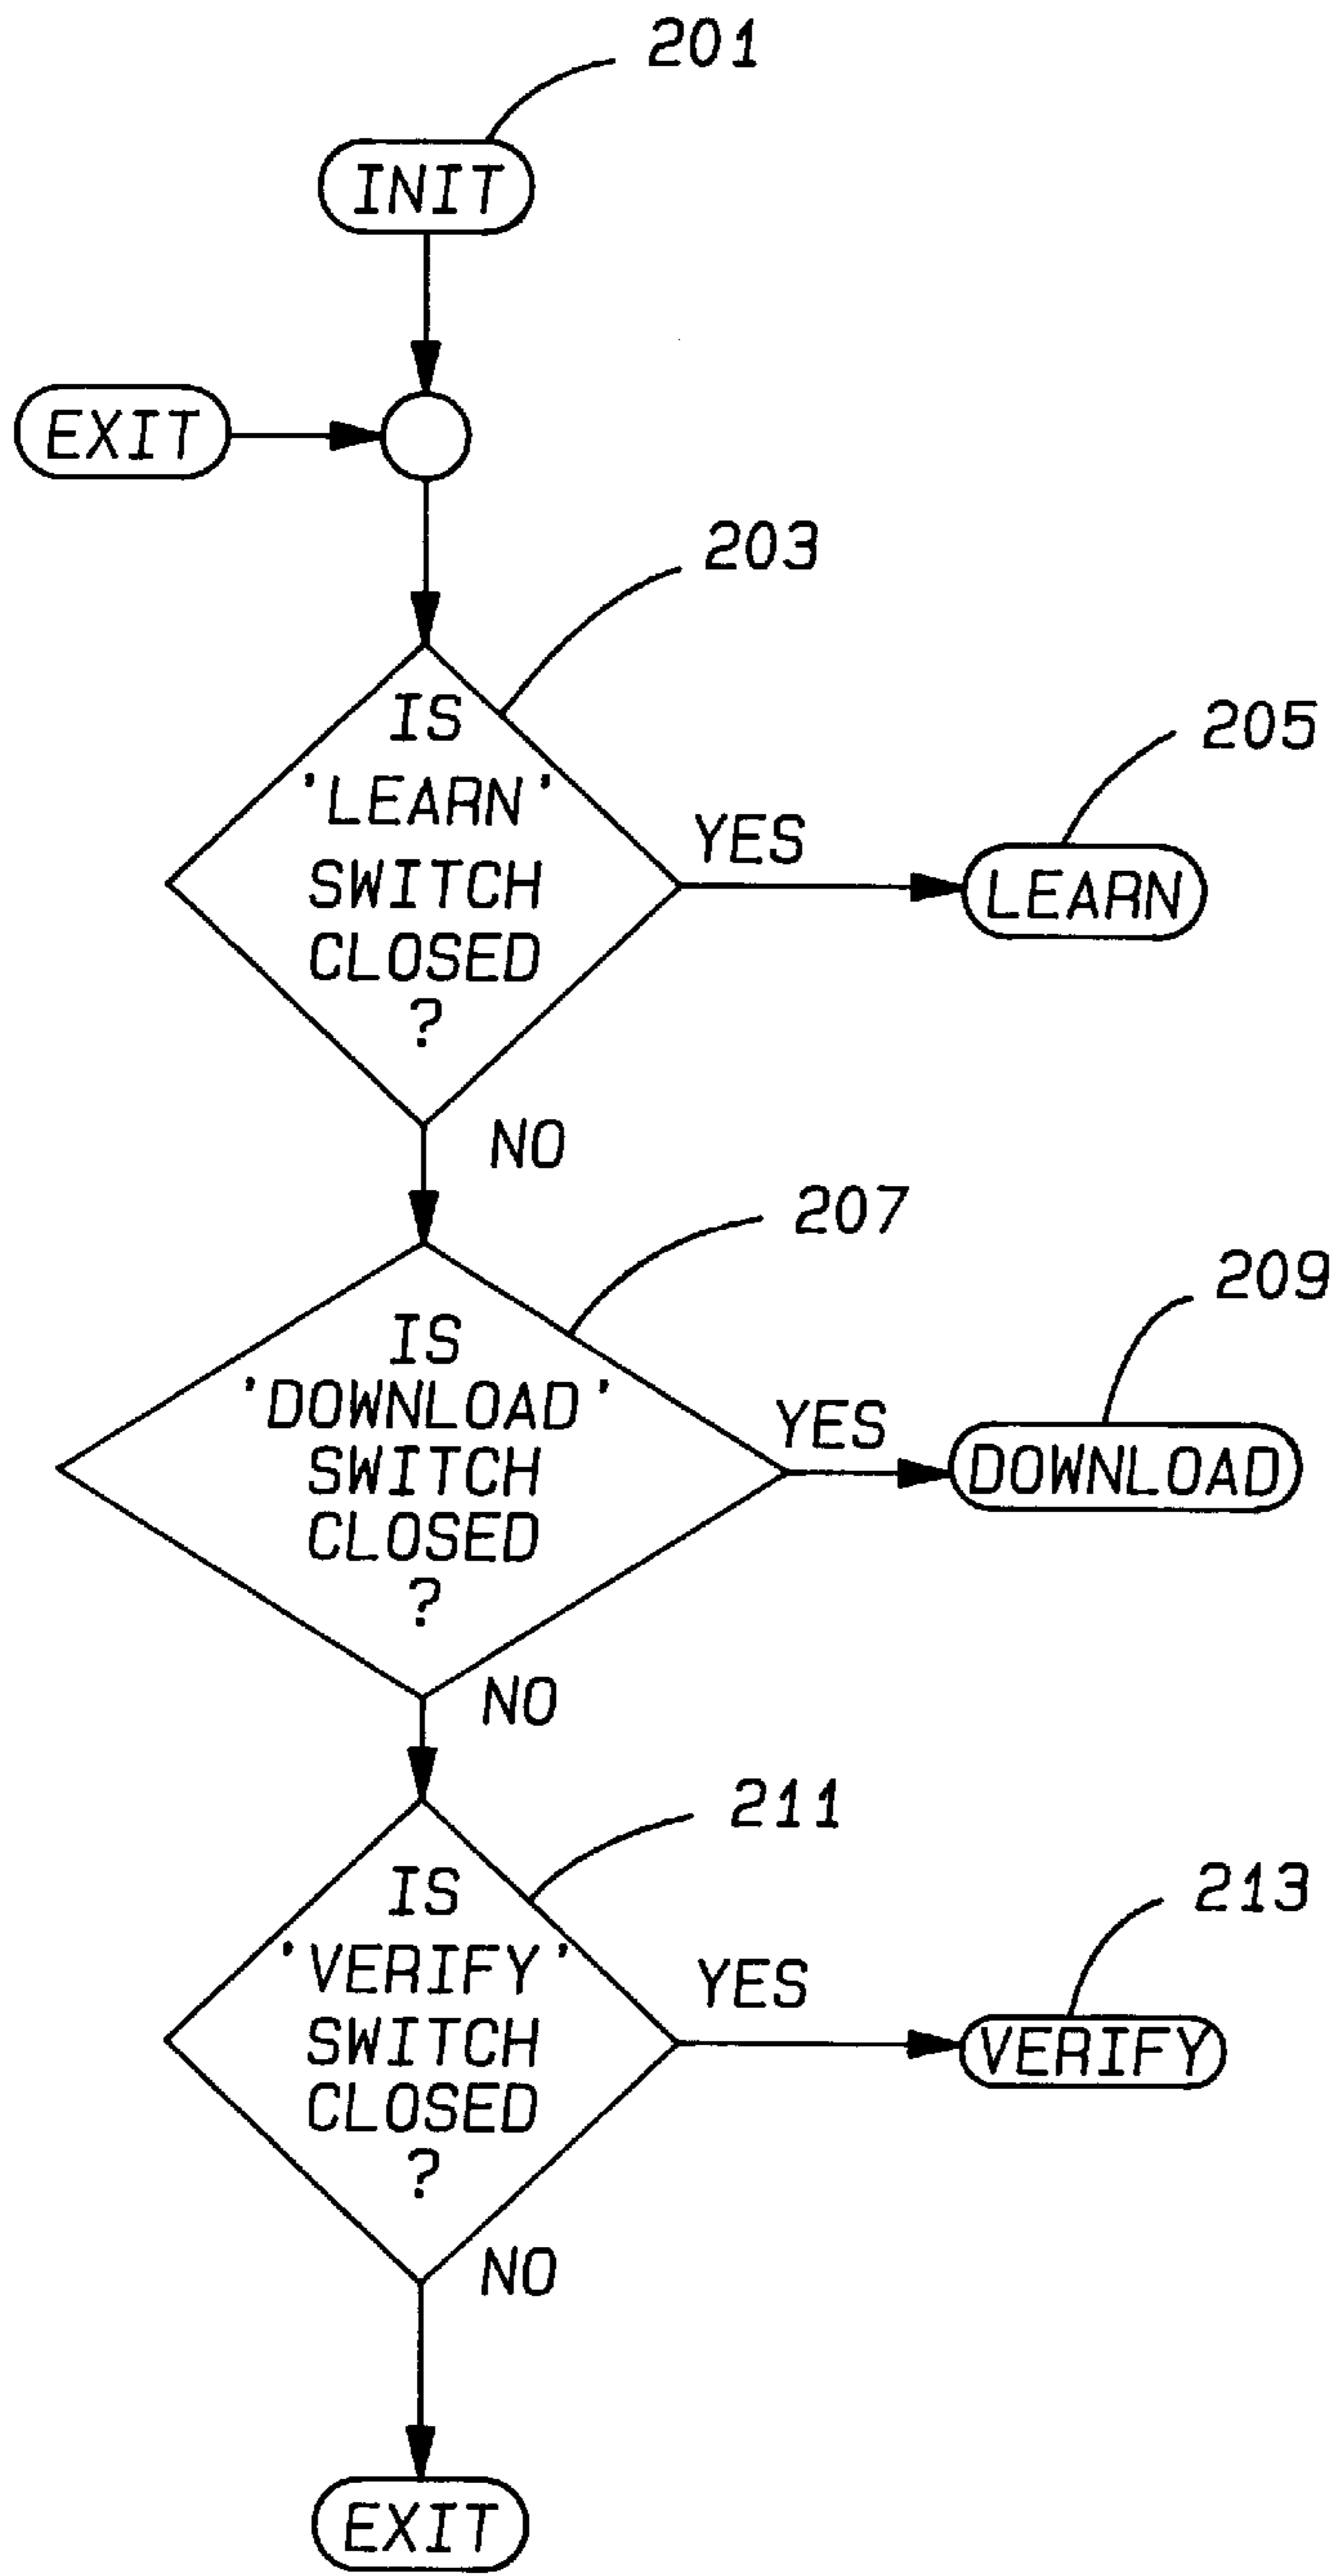 201
INIT
EXIT
203
IS
'LEARN'
SWITCH
CLOSED
?
YES
205
LEARN
NO
207
IS
'DOWNLOAD'
SWITCH
CLOSED
?
YES
209
DOWNLOAD
NO
211
IS
'VERIFY'
SWITCH
CLOSED
?
YES
213
VERIFY
NO
EXIT